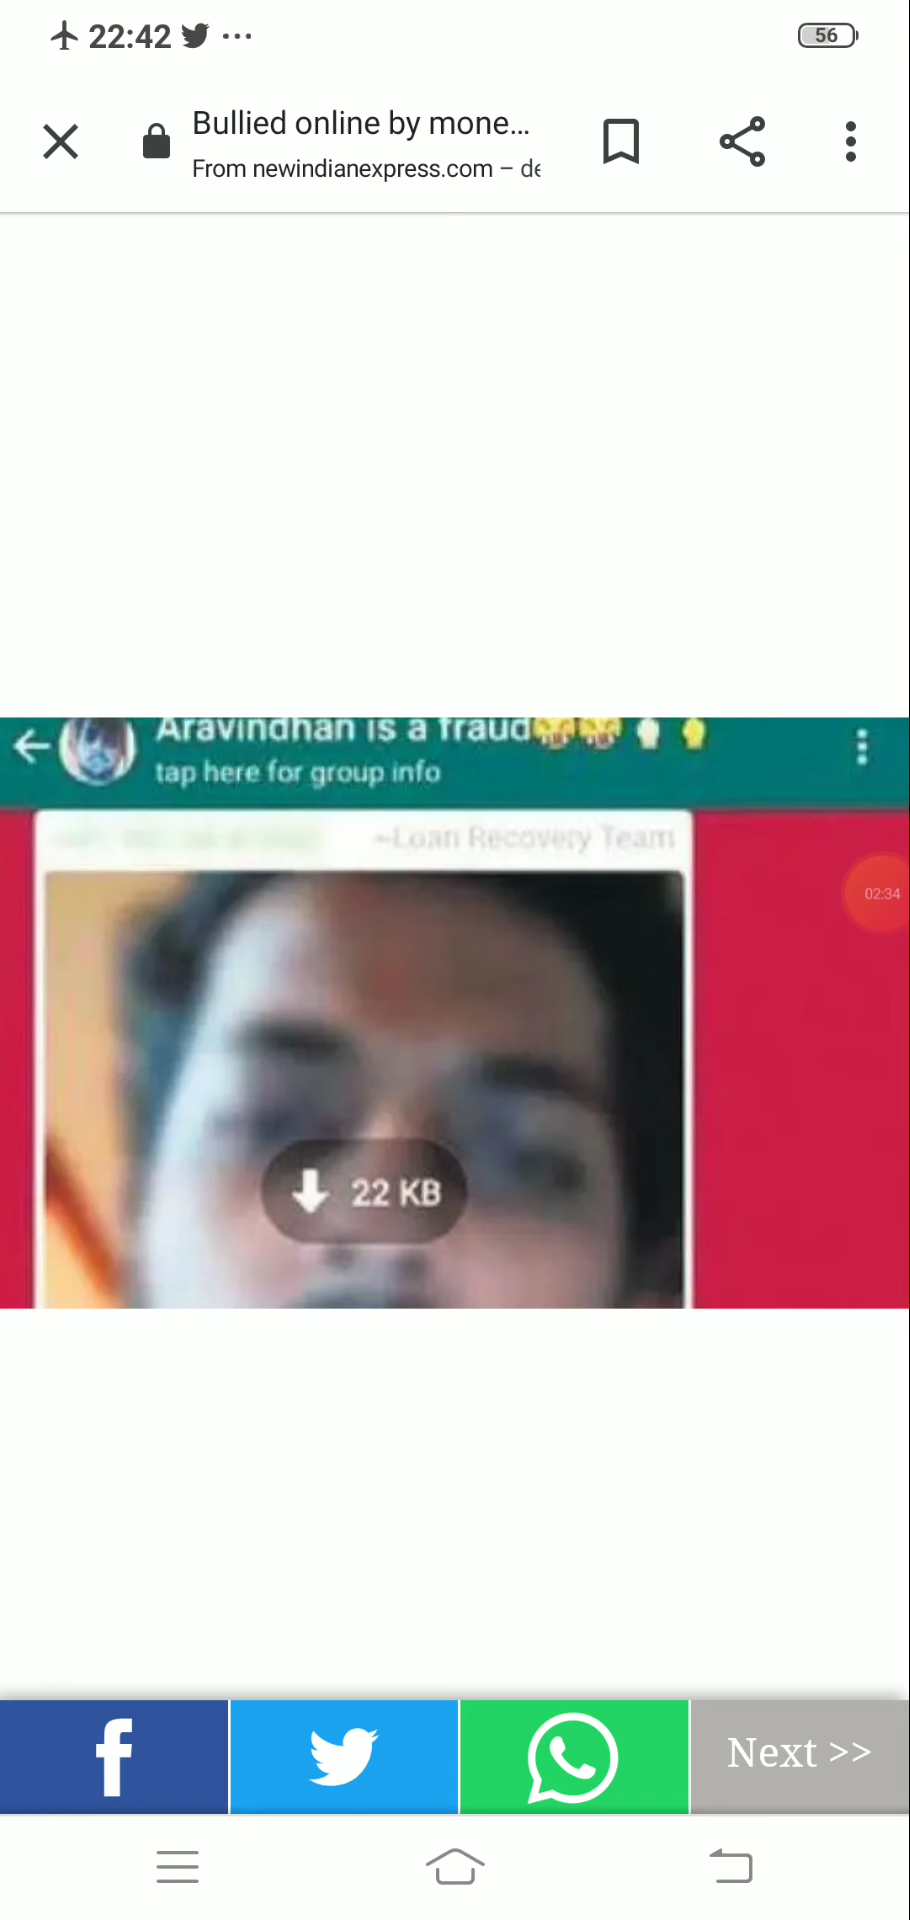 22:42
56
Bullied online by mone...
From newindianexpress.com – de
Aravindhan is a fraud
tap here for group info
~Loan Recovery Team
02:34
22 KB
Next >>